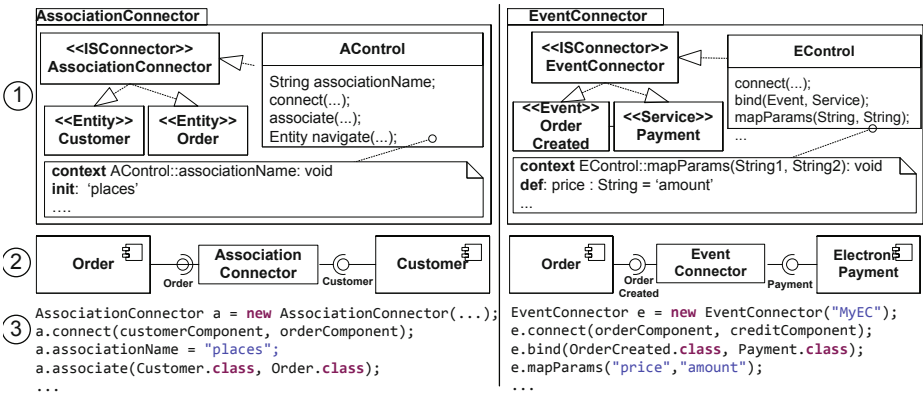 AssociationConnector
<<ISConnector>>
AssociationConnector
AControl
String associationName;
connect(...);
associate(...);
Entity navigate(...);
<<Entity>>
Customer
<<Entity>>
Order
context AControl::associationName: void
init: ‘places’
....
EventConnector
<<ISConnector>>
EventConnector
EControl
connect(...);
bind(Event, Service);
mapParams(String, String);
...
<<Event>>
Order
Created
<<Service>>
Payment
context EControl::mapParams(String1, String2): void
def: price : String = ‘amount’
...
1
2
Order
Order
Association
Connector
Customer
Customer
Order
Order
Created
Event
Connector
Payment
Electroni
Payment
3
AssociationConnector a = new AssociationConnector(...);
a.connect(customerComponent, orderComponent);
a.associationName = "places";
a.associate(Customer.class, Order.class);
...
EventConnector e = new EventConnector("MyEC");
e.connect(orderComponent, creditComponent);
e.bind(OrderCreated.class, Payment.class);
e.mapParams("price","amount");
...